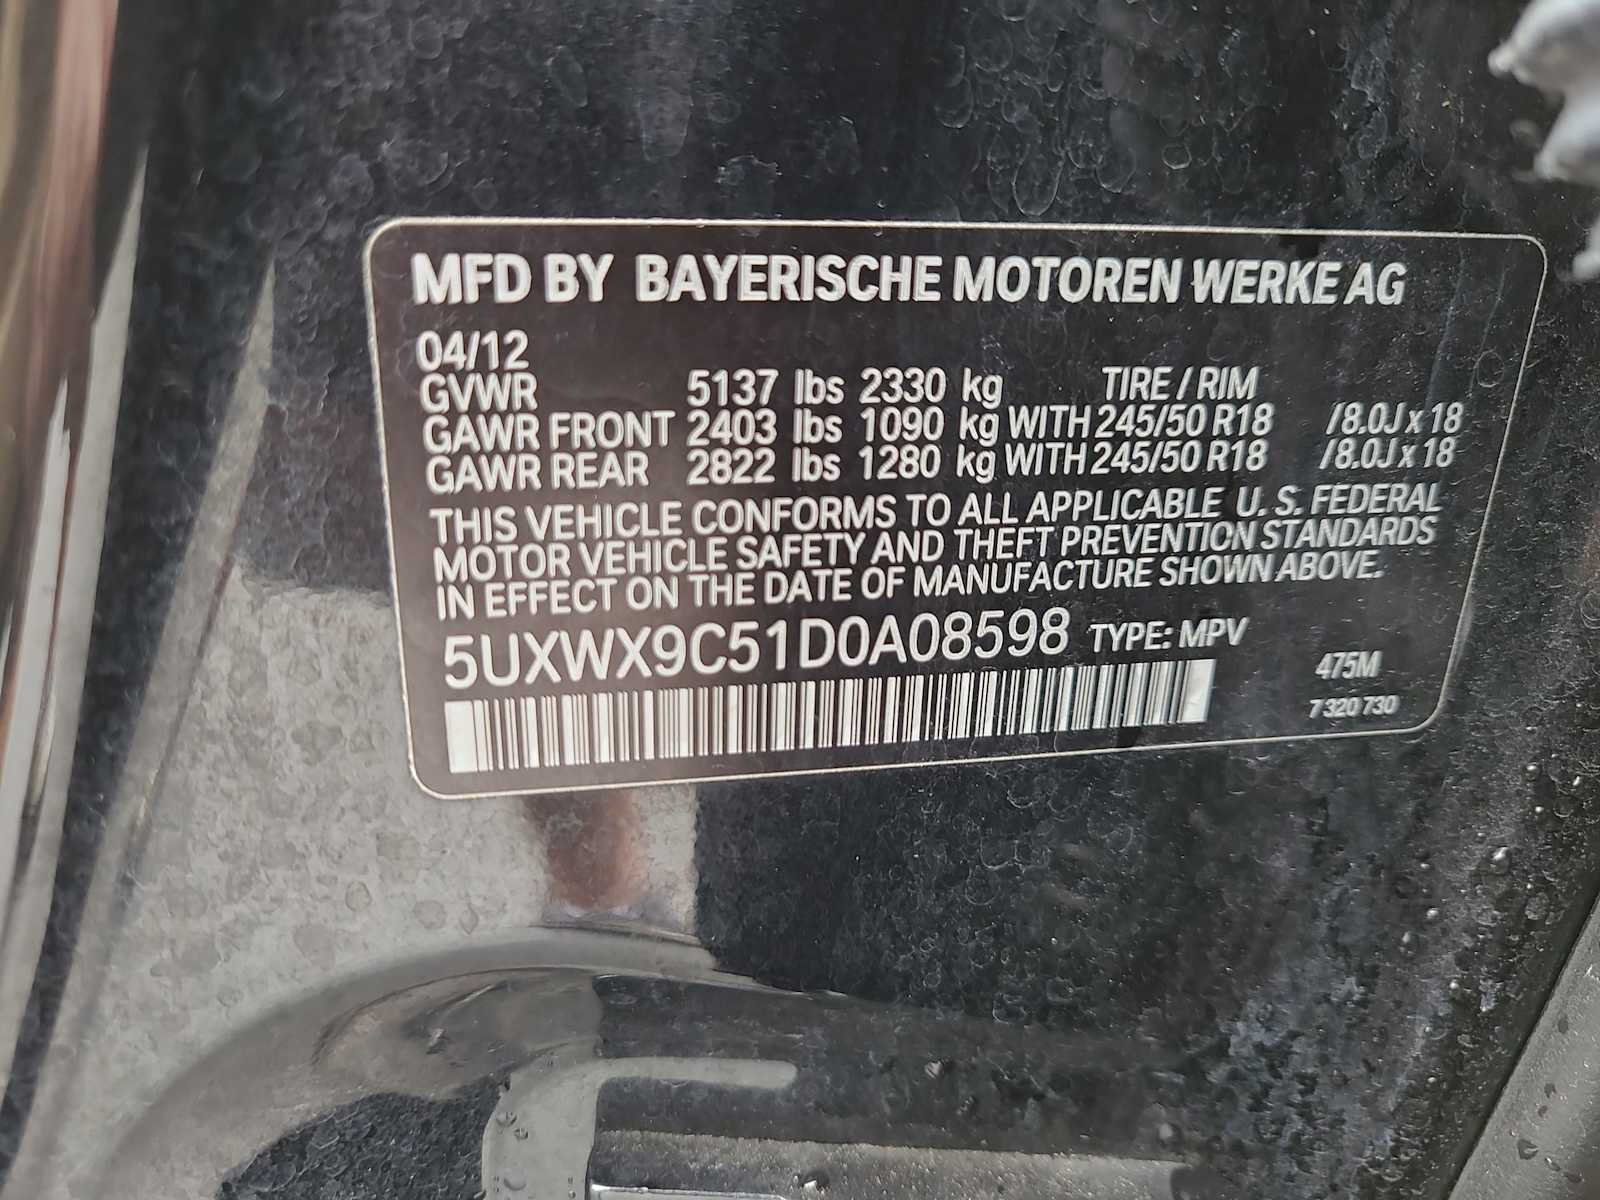 MFD BY BAYERISCHE MOTOREN WERKE AG
04/12
GVWR 5137 lbs 2330 kg TIRE / RIM
GAWR FRONT 2403 lbs 1090 kg WITH 245/50 R18 /8.0J x 18
GAWR REAR 2822 lbs 1280 kg WITH 245/50 R18 /8.0J x 18
THIS VEHICLE CONFORMS TO ALL APPLICABLE U. S. FEDERAL
MOTOR VEHICLE SAFETY AND THEFT PREVENTION STANDARDS
IN EFFECT ON THE DATE OF MANUFACTURE SHOWN ABOVE.
5UXWX9C51D0A08598 TYPE: MPV
475M
7 320 730